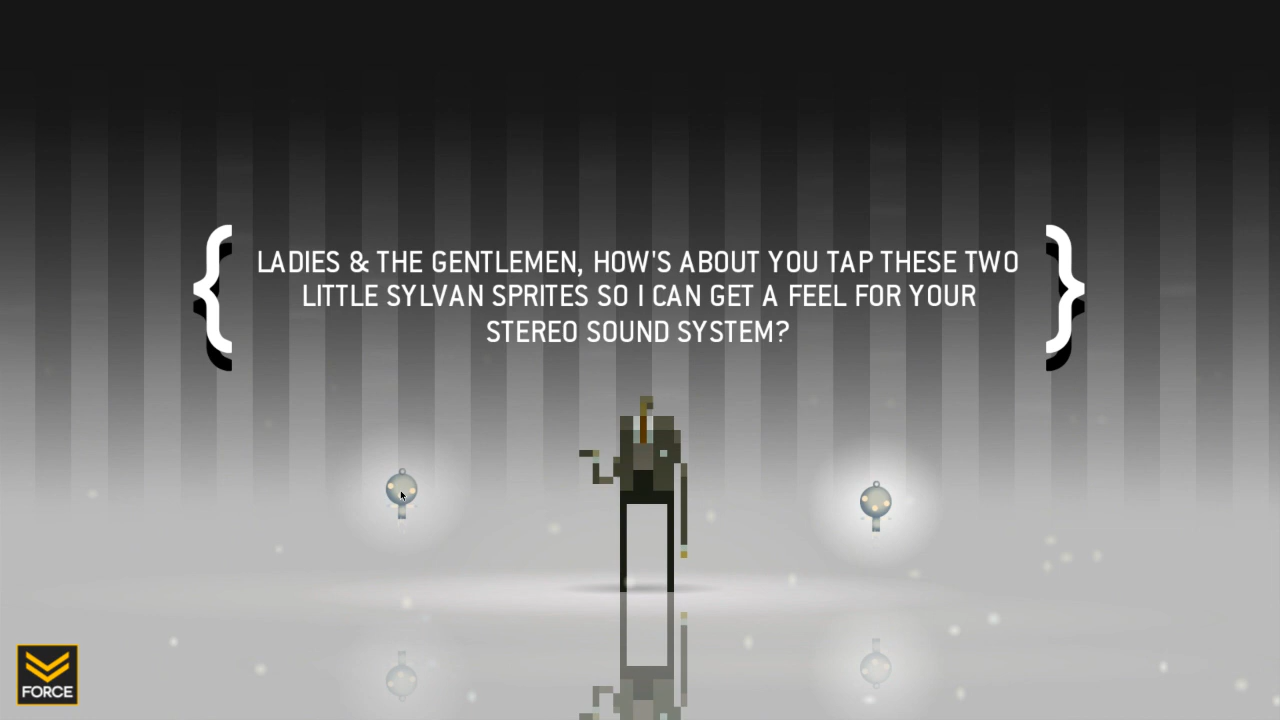 LADIES & THE GENTLEMEN, HOW'S ABOUT YOU TAP THESE TWO
LITTLE SYLVAN SPRITES SO I CAN GET A FEEL FOR YOUR
STEREO SOUND SYSTEM?
FORCE